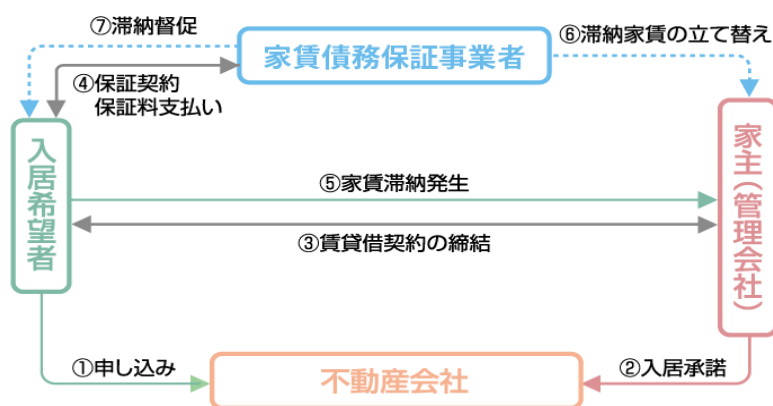 ⑦滞納督促
家賃債務保証事業者
⑥滞納家賃の立て替え
④保証契約
保証料支払い
入居希望者
⑤家賃滞納発生
③賃貸借契約の締結
家主(管理会社)
①申し込み
不動産会社
②入居承諾